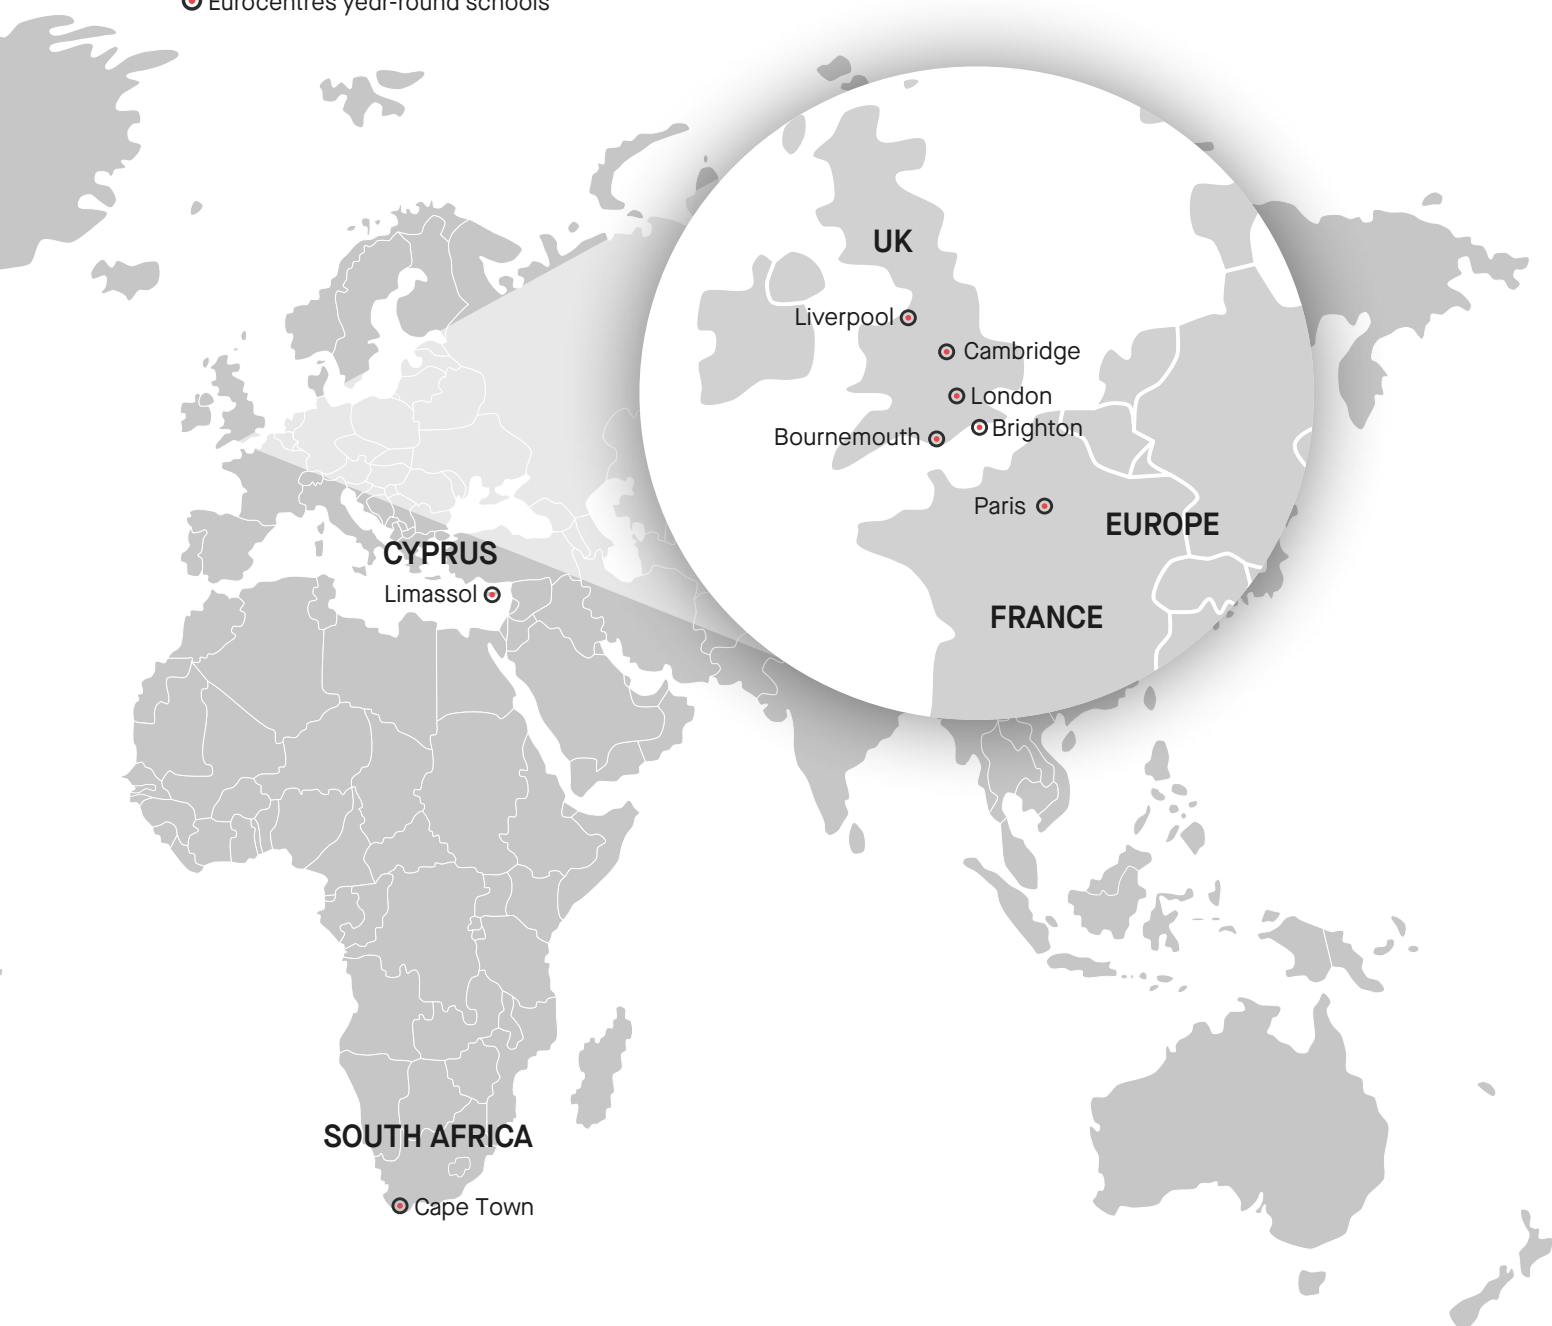 Eurocentres year-round schools
UK
Liverpool
Cambridge
London
Bournemouth
Brighton
Paris
EUROPE
FRANCE
CYPRUS
Limassol
SOUTH AFRICA
Cape Town